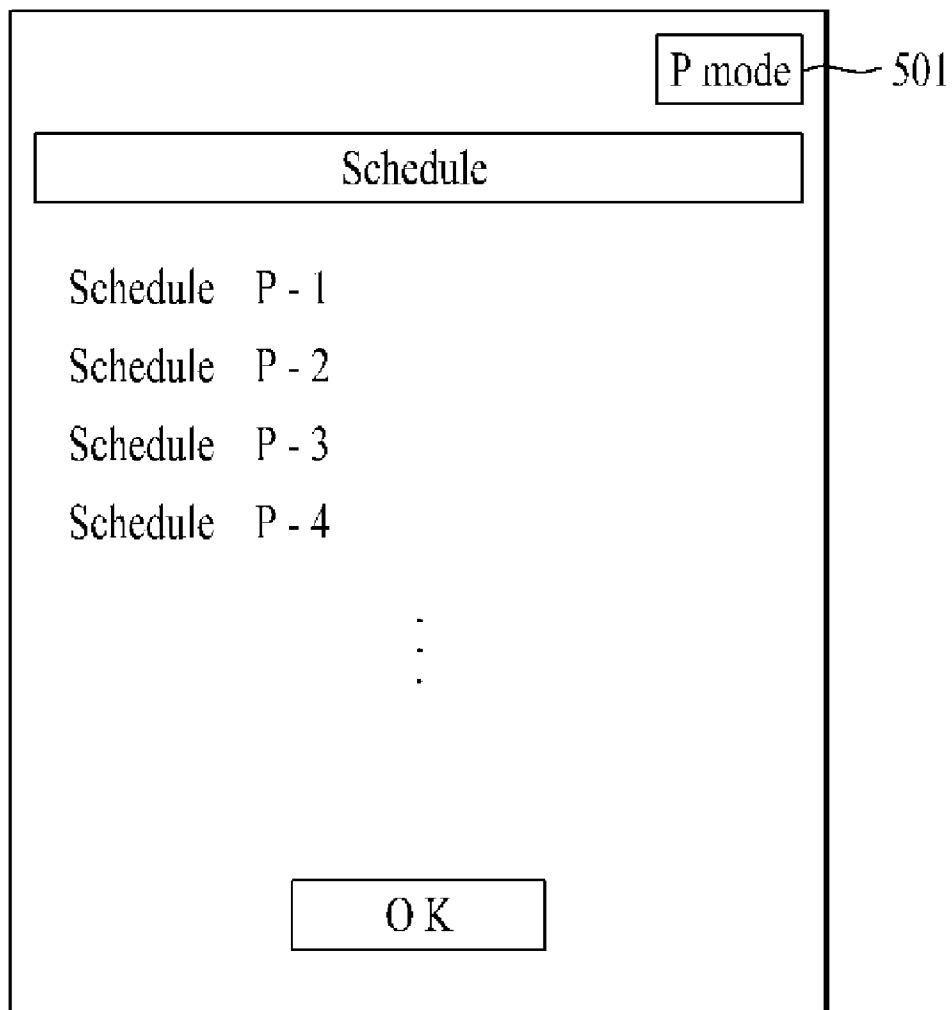 P mode 501
Schedule
Schedule P - 1
Schedule P - 2
Schedule P - 3
Schedule P - 4
O K